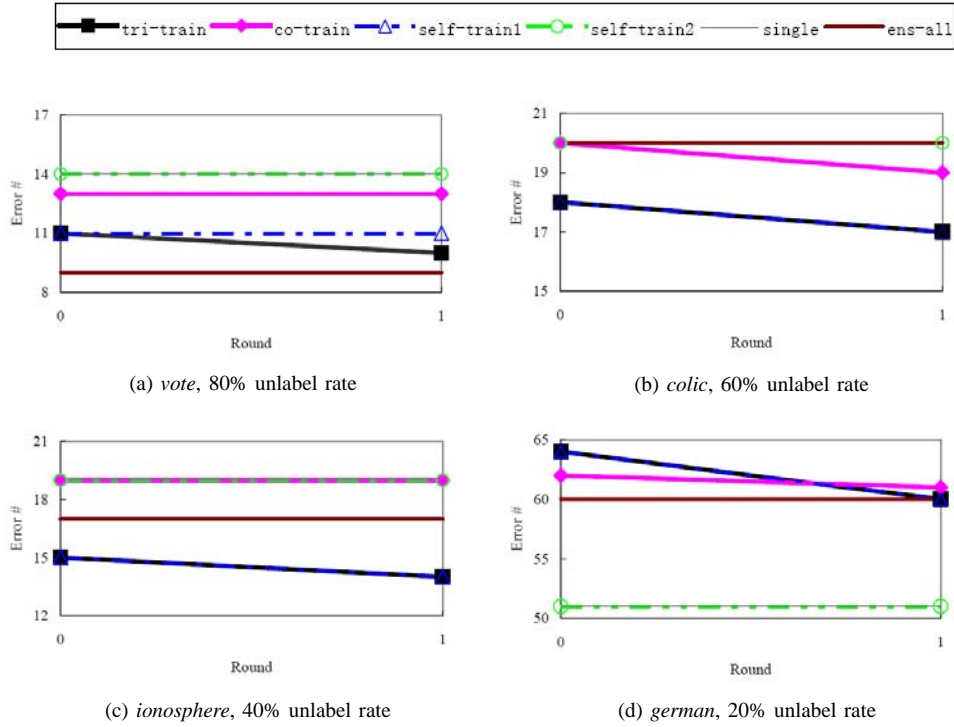 tri-train co-train self-train1 self-train2 single ens-all
17
14
11
8
Error #
0 1
Round
(a) vote, 80% unlabel rate
21
19
17
15
Error #
0 1
Round
(b) colic, 60% unlabel rate
21
18
15
12
Error #
0 1
Round
(c) ionosphere, 40% unlabel rate
65
60
55
50
Error #
0 1
Round
(d) german, 20% unlabel rate